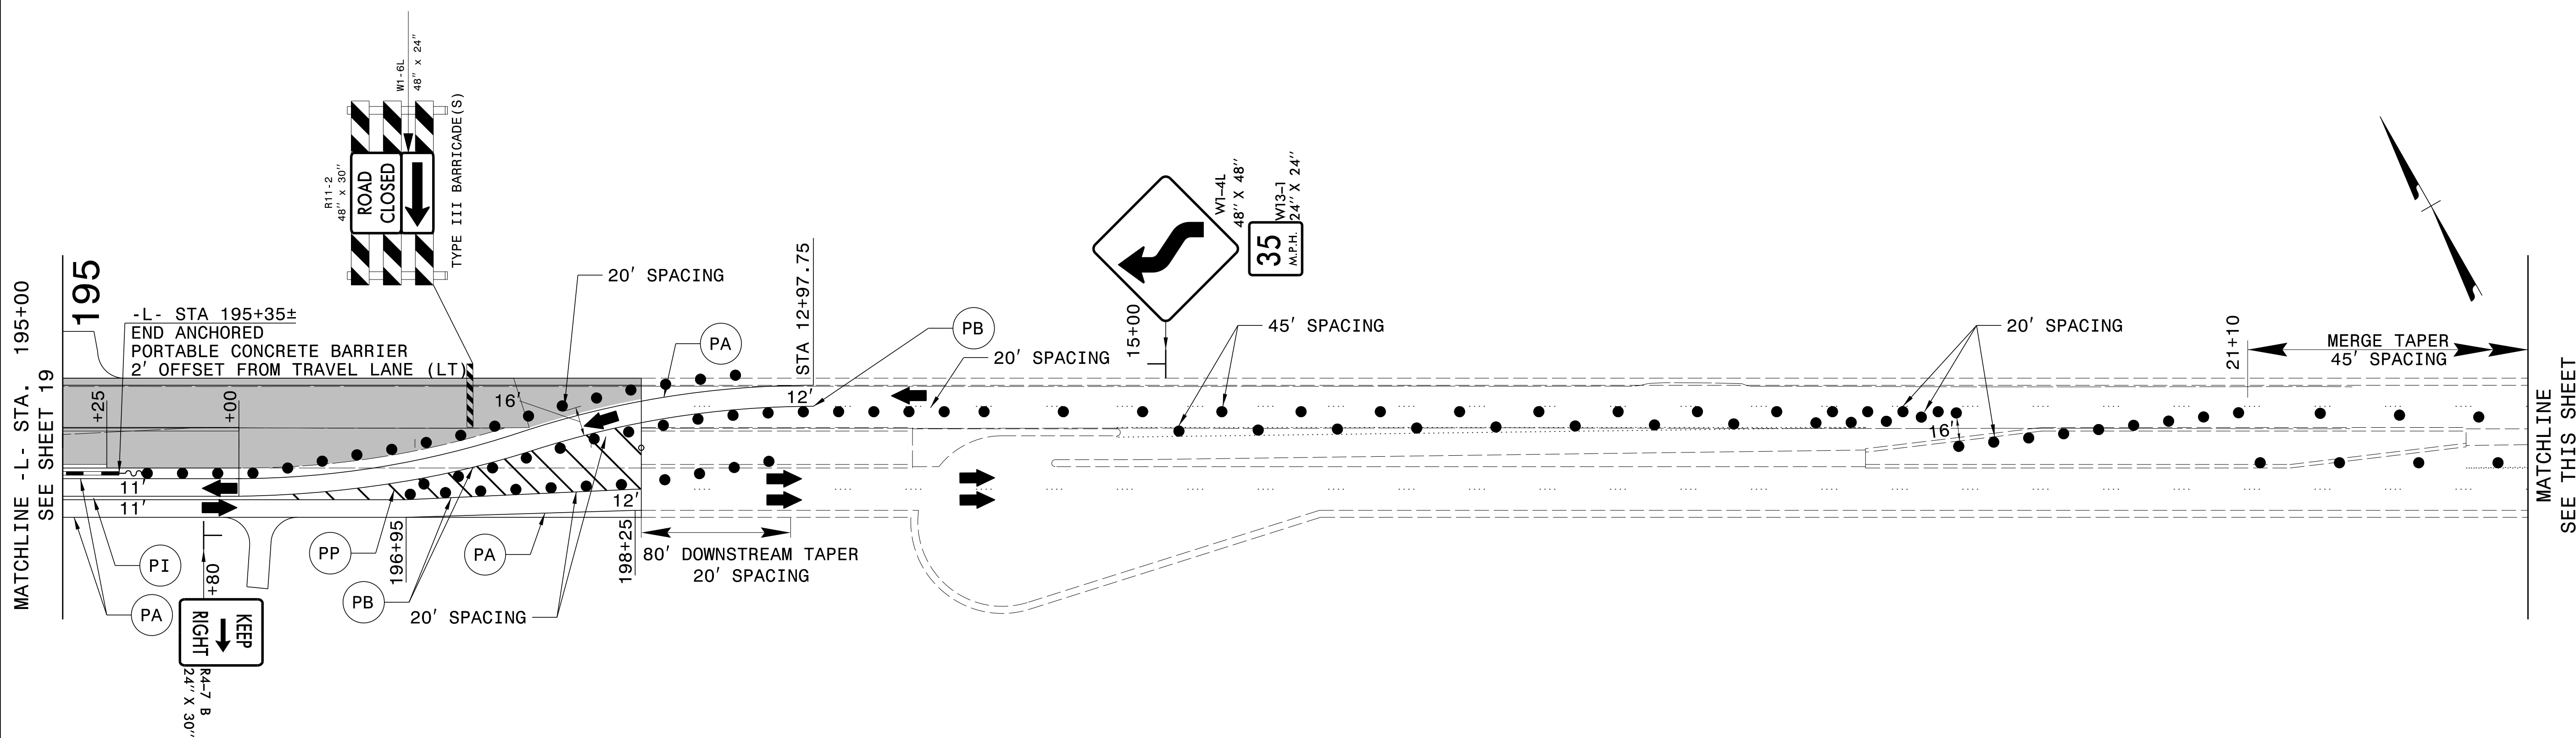 MATCHLINE -L- STA. 195+00
SEE SHEET 19
195
-L- STA 195+35±
END ANCHORED
PORTABLE CONCRETE BARRIER
2' OFFSET FROM TRAVEL LANE (LT)
+25
+00
R11-2
48" x 30"
ROAD
CLOSED
W1-6L
48" x 24"
TYPE III BARRICADE(S)
20' SPACING
16'
PA
12'
STA 12+97.75
PB
20' SPACING
15+00
W1-4L
48" X 48"
35
M.P.H.
W13-1
24" X 24"
45' SPACING
20' SPACING
16'
21+10
MERGE TAPER
45' SPACING
MATCHLINE
SEE THIS SHEET
11'
11'
PI
PA
+80
KEEP
RIGHT
R4-7 B
24" X 30"
PP
PB
196+95
PA
20' SPACING
12'
198+25
80' DOWNSTREAM TAPER
20' SPACING